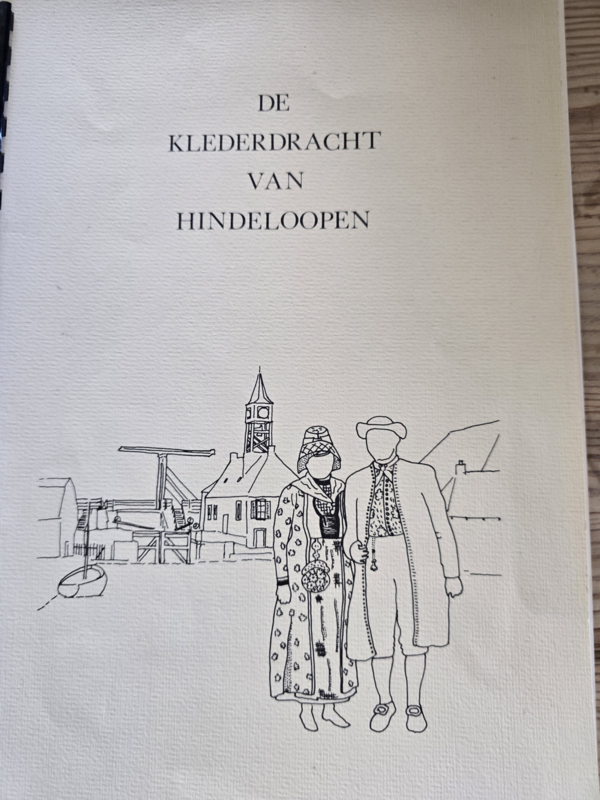 DE
KLEDERDRACHT
VAN
HINDELOOPEN